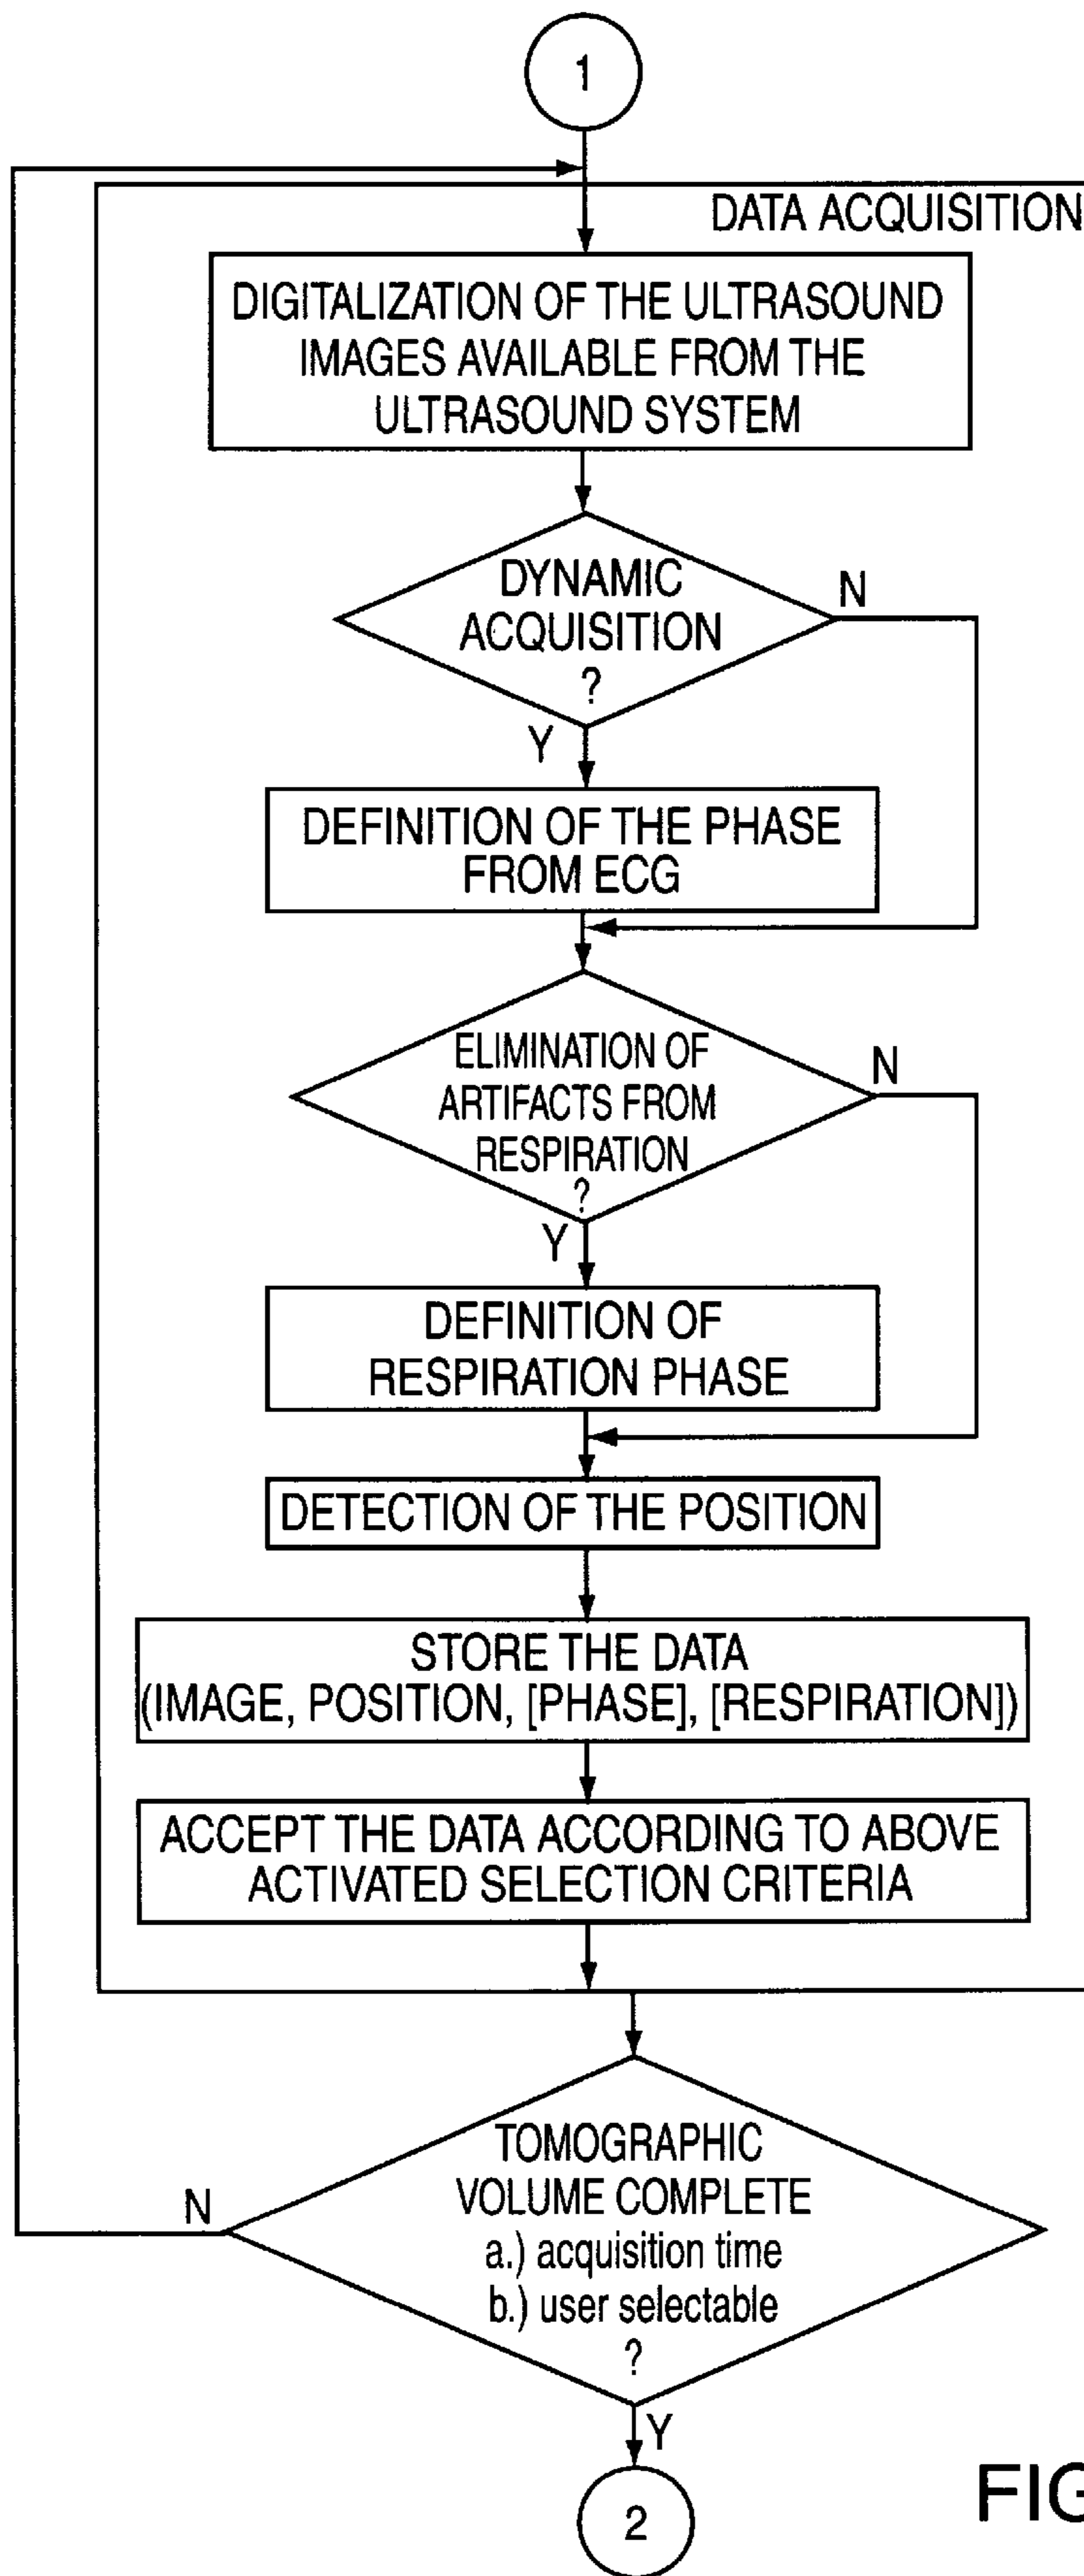 1
DATA ACQUISITION
DIGITALIZATION OF THE ULTRASOUND
IMAGES AVAILABLE FROM THE
ULTRASOUND SYSTEM
DYNAMIC
ACQUISITION
?
N
Y
DEFINITION OF THE PHASE
FROM ECG
ELIMINATION OF
ARTIFACTS FROM
RESPIRATION
?
N
Y
DEFINITION OF
RESPIRATION PHASE
DETECTION OF THE POSITION
STORE THE DATA
(IMAGE, POSITION, [PHASE], [RESPIRATION])
ACCEPT THE DATA ACCORDING TO ABOVE
ACTIVATED SELECTION CRITERIA
TOMOGRAPHIC
VOLUME COMPLETE
a.) acquisition time
b.) user selectable
?
N
Y
2
FIG